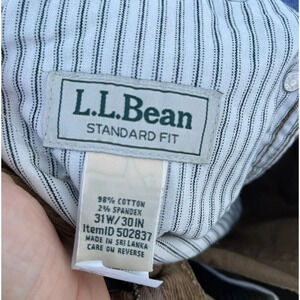 L.L.Bean
STANDARD FIT
98% COTTON
2% SPANDEX
31W/30IN
ItemID 502837
MADE IN SRI LANKA
CARE ON REVERSE